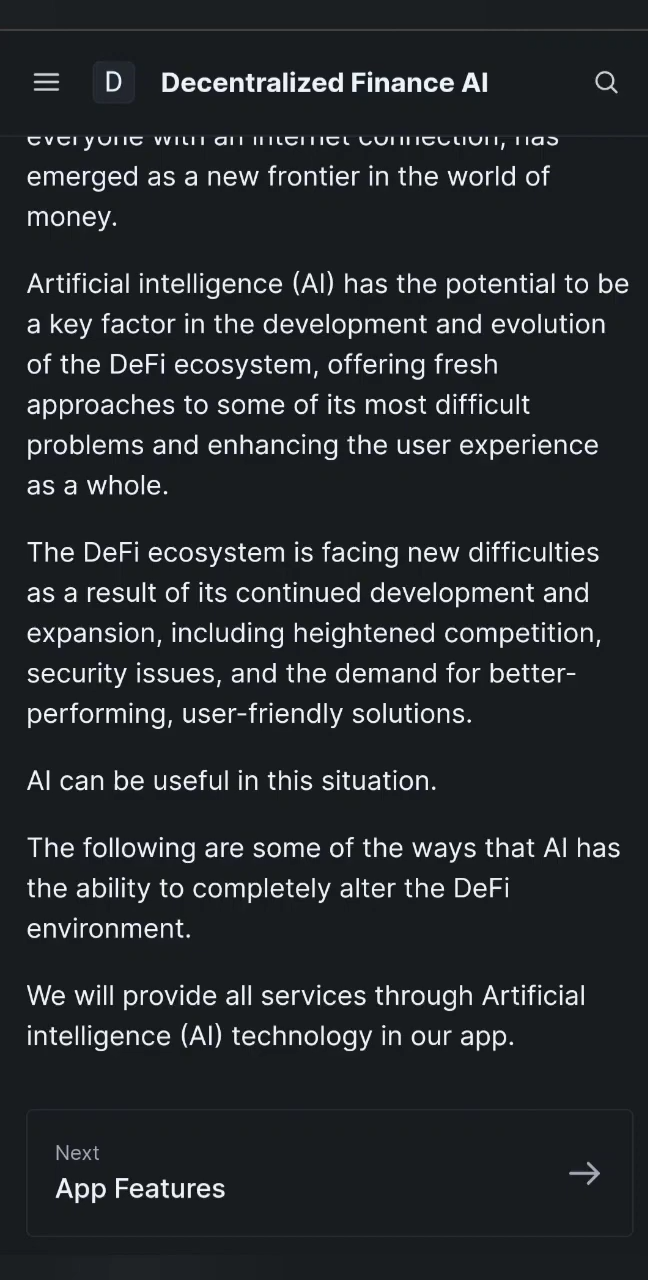 D
Decentralized Finance AI
everyone with an internet connection, has
emerged as a new frontier in the world of
money.
Artificial intelligence (AI) has the potential to be
a key factor in the development and evolution
of the DeFi ecosystem, offering fresh
approaches to some of its most difficult
problems and enhancing the user experience
as a whole.
The DeFi ecosystem is facing new difficulties
as a result of its continued development and
expansion, including heightened competition,
security issues, and the demand for better-
performing, user-friendly solutions.
AI can be useful in this situation.
The following are some of the ways that AI has
the ability to completely alter the DeFi
environment.
We will provide all services through Artificial
intelligence (AI) technology in our app.
Next
App Features